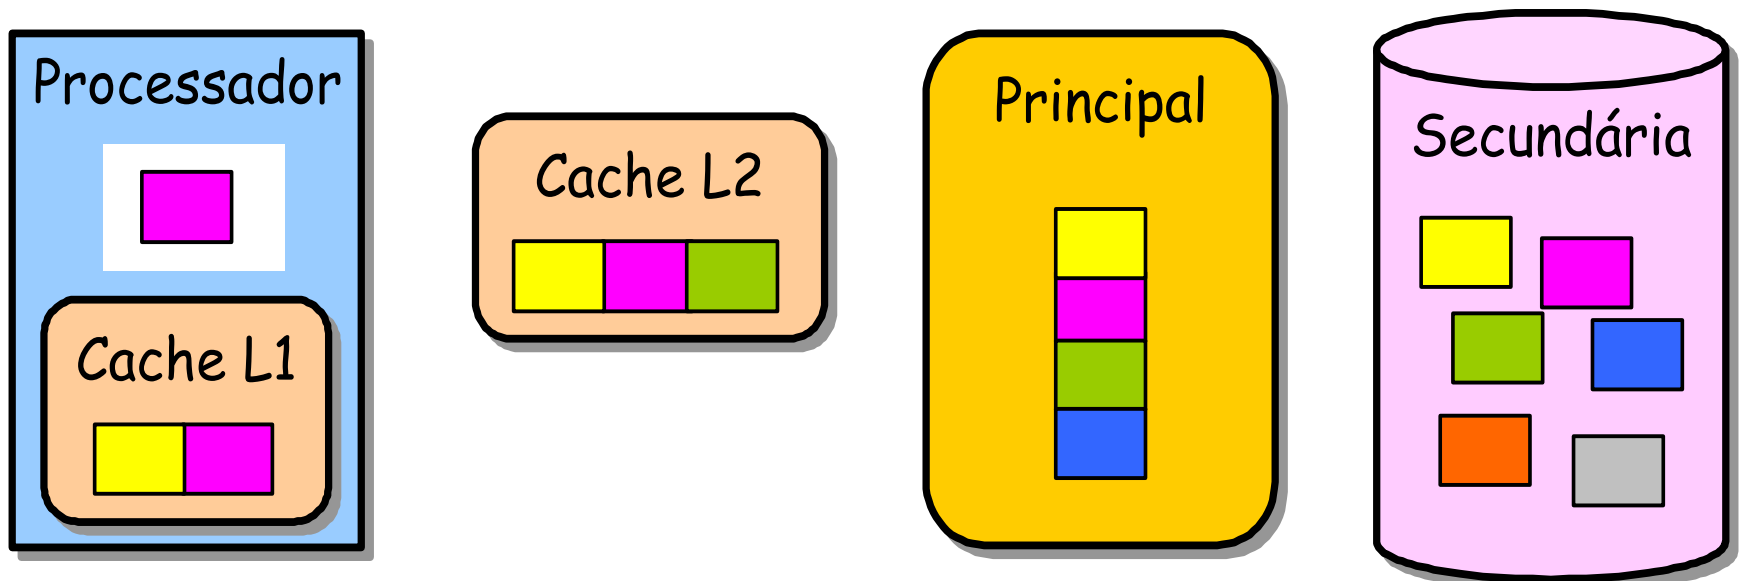 Processador
Cache L1
Cache L2
Principal
Secundária